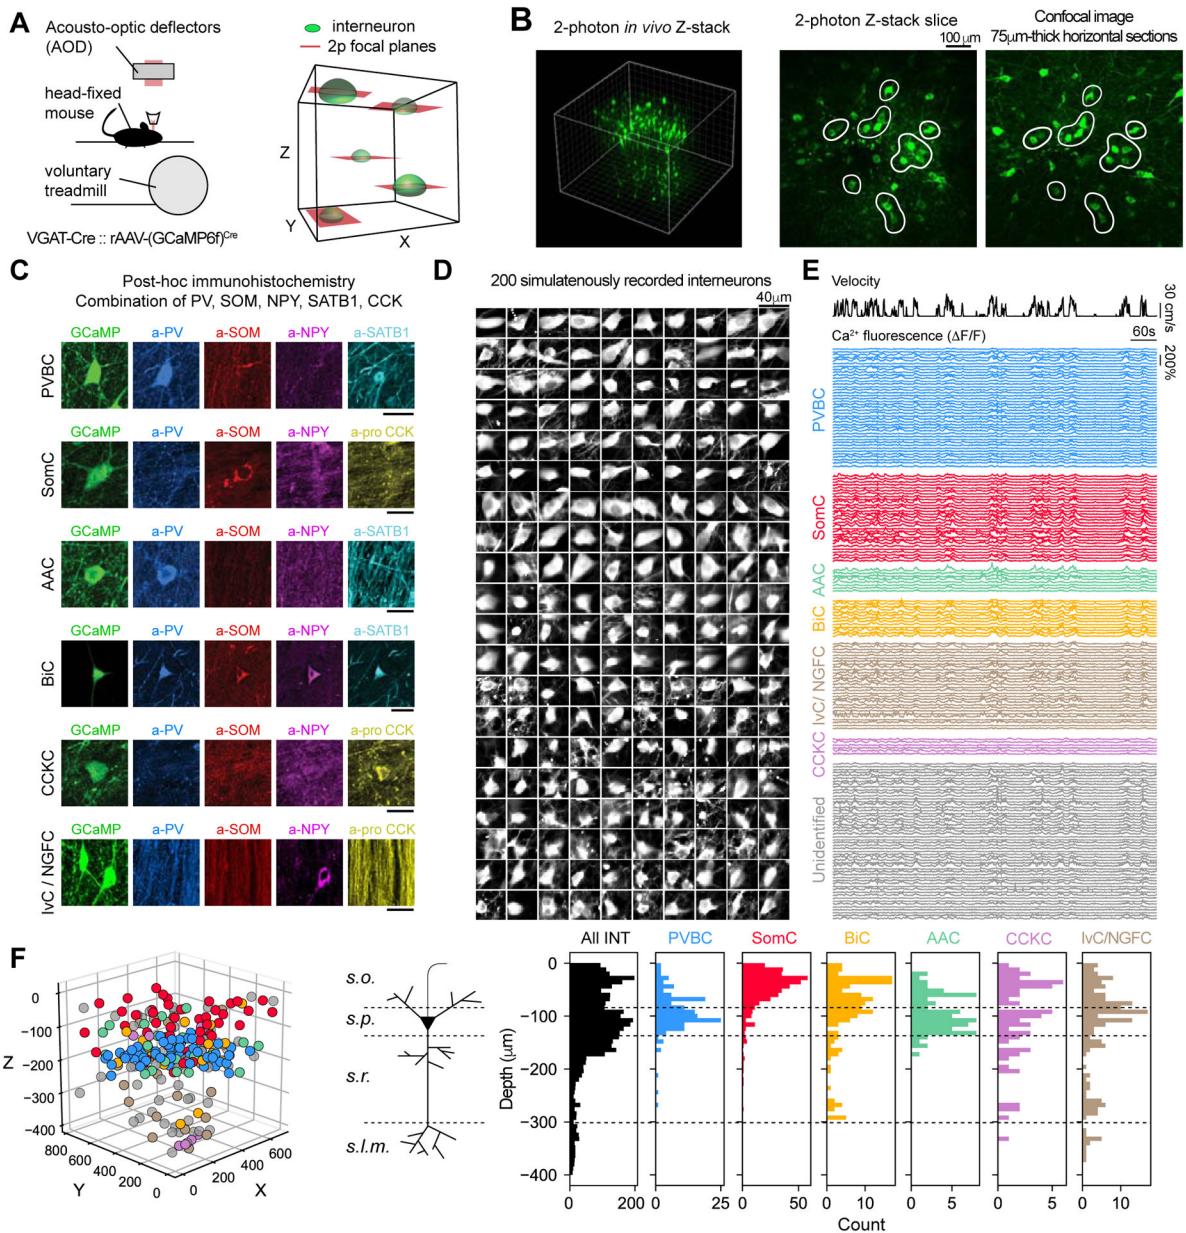 A
Acousto-optic deflectors
(AOD)
head-fixed
mouse
voluntary
treadmill
VGAT-Cre :: rAAV-(GCaMP6f)Cre
interneuron
2p focal planes
Z
Y
X
B
2-photon in vivo Z-stack
2-photon Z-stack slice
100 μm
Confocal image
75μm-thick horizontal sections
C
Post-hoc immunohistochemistry
Combination of PV, SOM, NPY, SATB1, CCK
GCaMP a-PV a-SOM a-NPY a-SATB1
PVBC
GCaMP a-PV a-SOM a-NPY a-pro CCK
SomC
GCaMP a-PV a-SOM a-NPY a-SATB1
AAC
GCaMP a-PV a-SOM a-NPY a-SATB1
BiC
GCaMP a-PV a-SOM a-NPY a-pro CCK
CCKC
GCaMP a-PV a-SOM a-NPY a-pro CCK
IvC / NGFC
D
200 simulatenously recorded interneurons
40μm
E
Velocity
30 cm/s
60s
Ca2+ fluorescence (ΔF/F)
200%
PVBC
SomC
AAC
BiC
IvC/ NGFC
CCKC
Unidentified
F
0
−100
−200
−300
−400
Z
800
600
400
200
0
Y
0
200
400
600
X
s.o.
s.p.
s.r.
s.l.m.
All INT PVBC SomC BiC AAC CCKC IvC/NGFC
Depth (μm)
0
−100
−200
−300
−400
0 200 0 25 0 50 0 10 0 5 0 5 0 10
Count